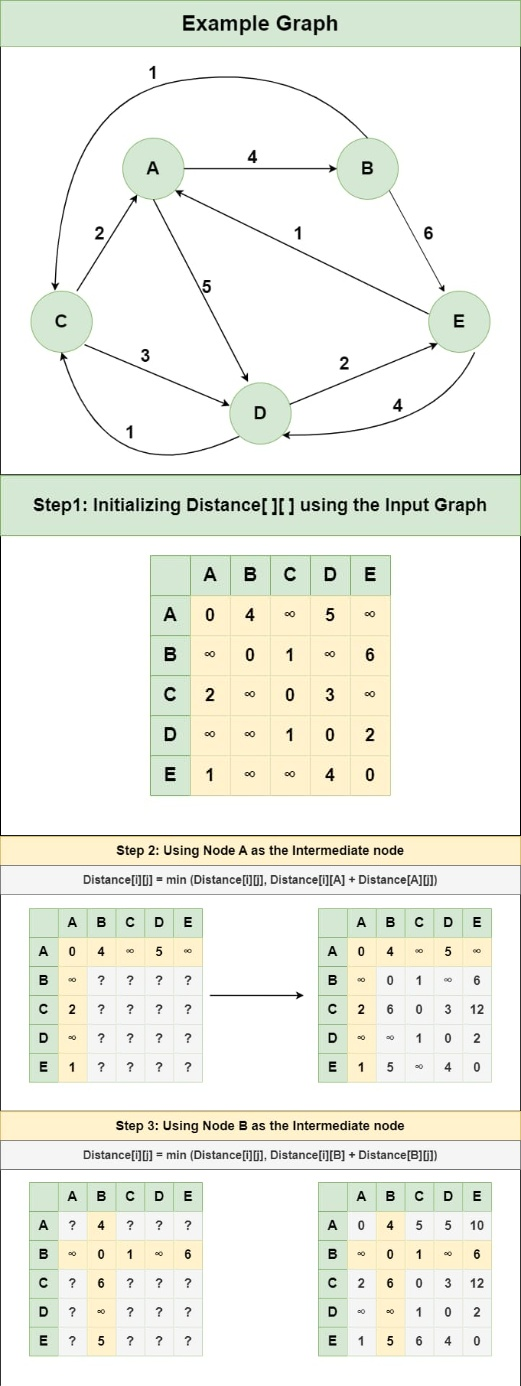 Example Graph
1
A
4
B
2
5
1
6
C
3
D
2
E
1
4
Step1: Initializing Distance[ ][ ] using the Input Graph
A B C D E
A 0 4 ∞ 5 ∞
B ∞ 0 1 ∞ 6
C 2 ∞ 0 3 ∞
D ∞ ∞ 1 0 2
E 1 ∞ ∞ 4 0
Step 2: Using Node A as the Intermediate node
Distance[i][j] = min (Distance[i][j], Distance[i][A] + Distance[A][j])
A B C D E
A 0 4 ∞ 5 ∞
B ∞ ? ? ? ?
C 2 ? ? ? ?
D ∞ ? ? ? ?
E 1 ? ? ? ?
A B C D E
A 0 4 ∞ 5 ∞
B ∞ 0 1 ∞ 6
C 2 6 0 3 12
D ∞ ∞ 1 0 2
E 1 5 ∞ 4 0
Step 3: Using Node B as the Intermediate node
Distance[i][j] = min (Distance[i][j], Distance[i][B] + Distance[B][j])
A B C D E
A ? 4 ? ? ?
B ∞ 0 1 ∞ 6
C ? 6 ? ? ?
D ? ∞ ? ? ?
E ? 5 ? ? ?
A B C D E
A 0 4 5 5 10
B ∞ 0 1 ∞ 6
C 2 6 0 3 12
D ∞ ∞ 1 0 2
E 1 5 6 4 0